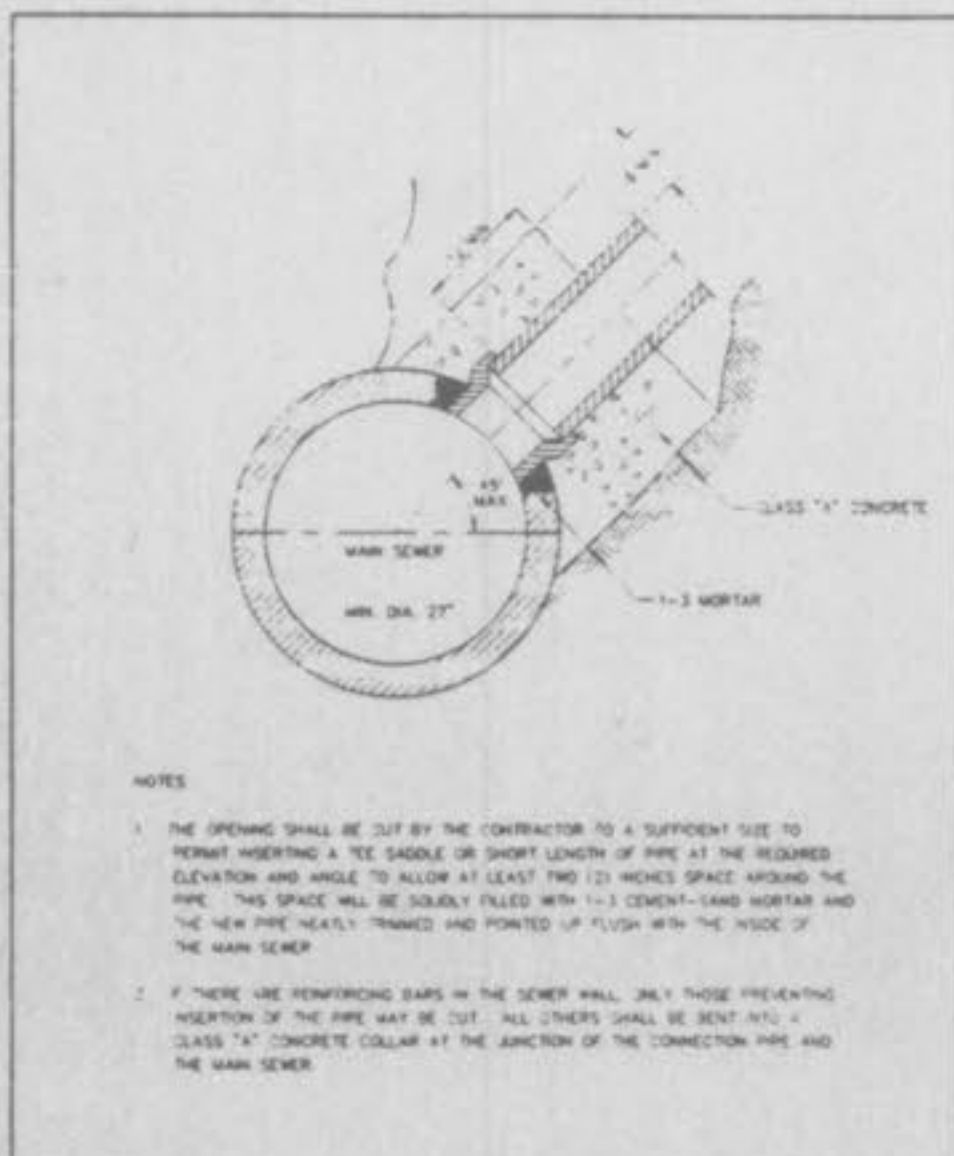 45°
MAX
MAIN SEWER
MIN. DIA. 27"
CLASS "A" CONCRETE
1-3 MORTAR
NOTES
1 THE OPENING SHALL BE CUT BY THE CONTRACTOR TO A SUFFICIENT SIZE TO
PERMIT INSERTING A TEE SADDLE OR SHORT LENGTH OF PIPE AT THE REQUIRED
ELEVATION AND ANGLE TO ALLOW AT LEAST TWO (2) INCHES SPACE AROUND THE
PIPE. THIS SPACE WILL BE SOLIDLY FILLED WITH 1-3 CEMENT-SAND MORTAR AND
THE NEW PIPE NEATLY TRIMMED AND POINTED UP FLUSH WITH THE INSIDE OF
THE MAIN SEWER
2 IF THERE ARE REINFORCING BARS IN THE SEWER WALL, ONLY THOSE PREVENTING
INSERTION OF THE PIPE MAY BE CUT. ALL OTHERS SHALL BE BENT INTO A
CLASS "A" CONCRETE COLLAR AT THE JUNCTION OF THE CONNECTION PIPE AND
THE MAIN SEWER